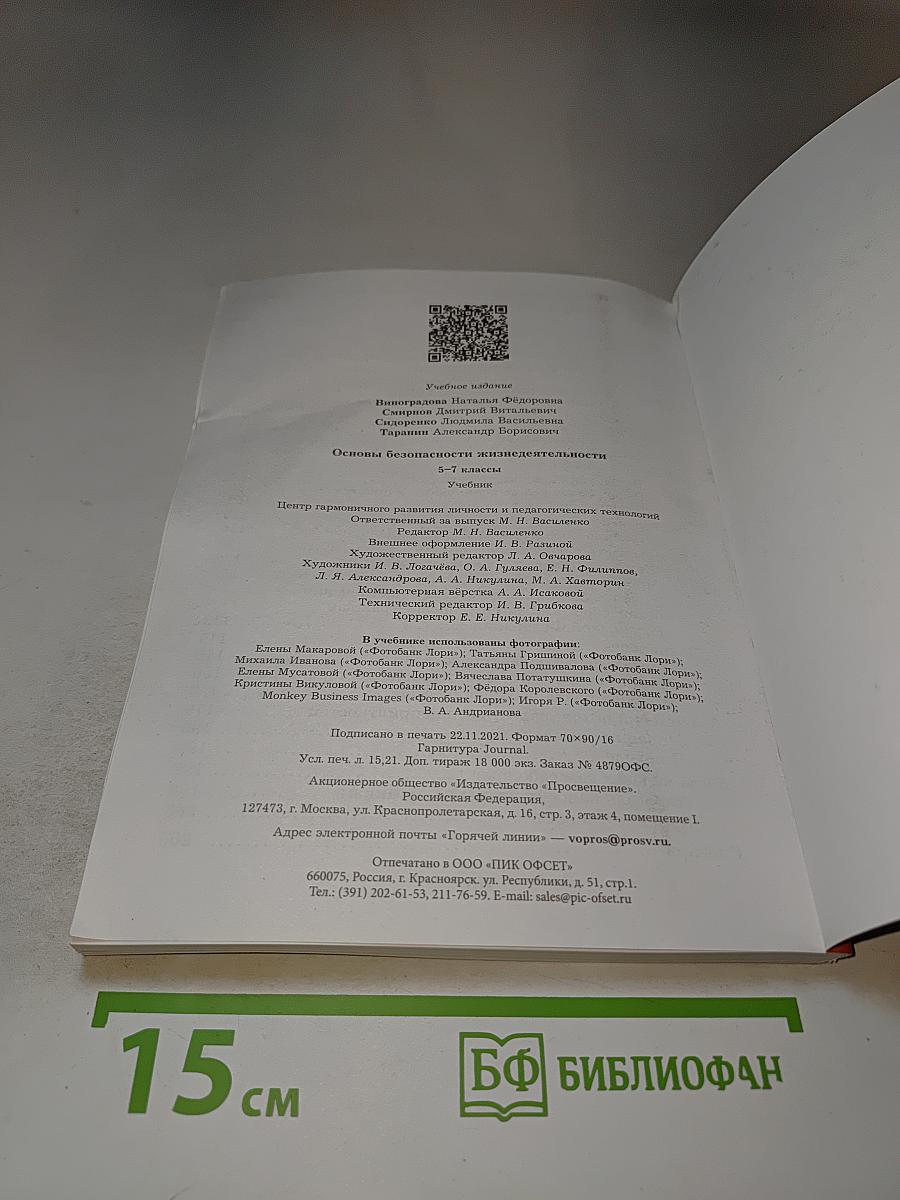 Учебное издание
Виноградова Наталья Фёдоровна
Смирнов Дмитрий Витальевич
Сидоренко Людмила Васильевна
Таранин Александр Борисович
Основы безопасности жизнедеятельности
5–7 классы
Учебник
Центр гармоничного развития личности и педагогических технологий
Ответственный за выпуск М. Н. Василенко
Редактор М. Н. Василенко
Внешнее оформление И. В. Разиной
Художественный редактор Л. А. Овчарова
Художники И. В. Логачёва, О. А. Гуляева, Е. Н. Филиппов,
Л. Я. Александрова, А. А. Никулина, М. А. Хавторин
Компьютерная вёрстка А. А. Исаковой
Технический редактор И. В. Грибкова
Корректор Е. Е. Никулина
В учебнике использованы фотографии:
Елены Макаровой («Фотобанк Лори»); Татьяны Гришиной («Фотобанк Лори»);
Михаила Иванова («Фотобанк Лори»); Александра Подшивалова («Фотобанк Лори»);
Елены Мусатовой («Фотобанк Лори»); Вячеслава Потатушкина («Фотобанк Лори»);
Кристины Викуловой («Фотобанк Лори»); Фёдора Королевского («Фотобанк Лори»);
Monkey Business Images («Фотобанк Лори»); Игоря Р. («Фотобанк Лори»);
В. А. Андрианова
Подписано в печать 22.11.2021. Формат 70×90/16
Гарнитура Journal.
Усл. печ. л. 15,21. Доп. тираж 18 000 экз. Заказ № 4879ОФС.
Акционерное общество «Издательство «Просвещение».
Российская Федерация,
127473, г. Москва, ул. Краснопролетарская, д. 16, стр. 3, этаж 4, помещение I.
Адрес электронной почты «Горячей линии» — vopros@prosv.ru.
Отпечатано в ООО «ПИК ОФСЕТ»
660075, Россия, г. Красноярск. ул. Республики, д. 51, стр.1.
Тел.: (391) 202-61-53, 211-76-59. E-mail: sales@pic-ofset.ru
15 см
БФ БИБЛИОФАН